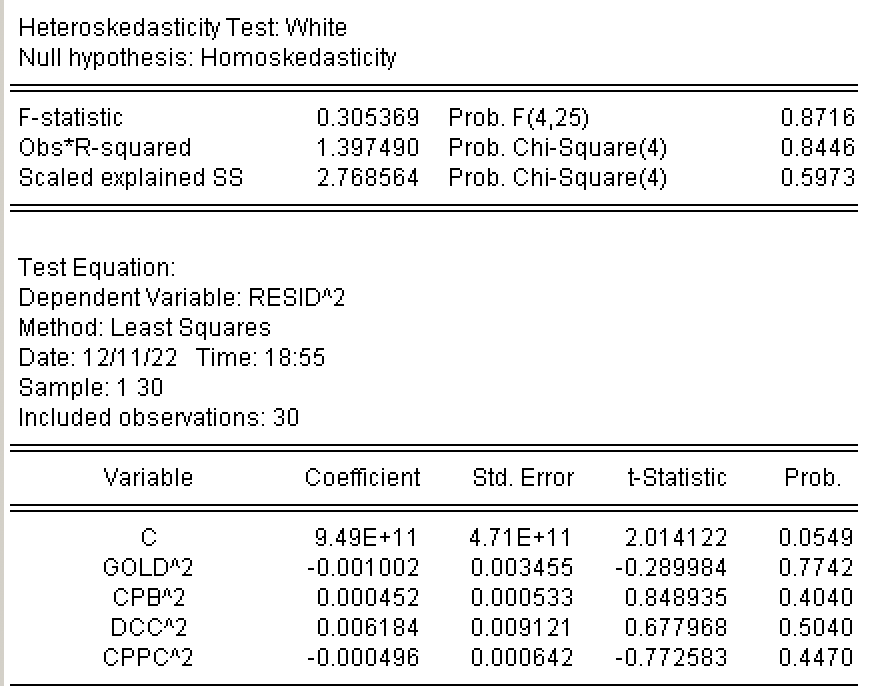 Heteroskedasticity Test: White
Null hypothesis: Homoskedasticity
F-statistic 0.305369 Prob. F(4,25) 0.8716
Obs*R-squared 1.397490 Prob. Chi-Square(4) 0.8446
Scaled explained SS 2.768564 Prob. Chi-Square(4) 0.5973
Test Equation:
Dependent Variable: RESID^2
Method: Least Squares
Date: 12/11/22 Time: 18:55
Sample: 1 30
Included observations: 30
Variable Coefficient Std. Error t-Statistic Prob.
C 9.49E+11 4.71E+11 2.014122 0.0549
GOLD^2 -0.001002 0.003455 -0.289984 0.7742
CPB^2 0.000452 0.000533 0.848935 0.4040
DCC^2 0.006184 0.009121 0.677968 0.5040
CPPC^2 -0.000496 0.000642 -0.772583 0.4470